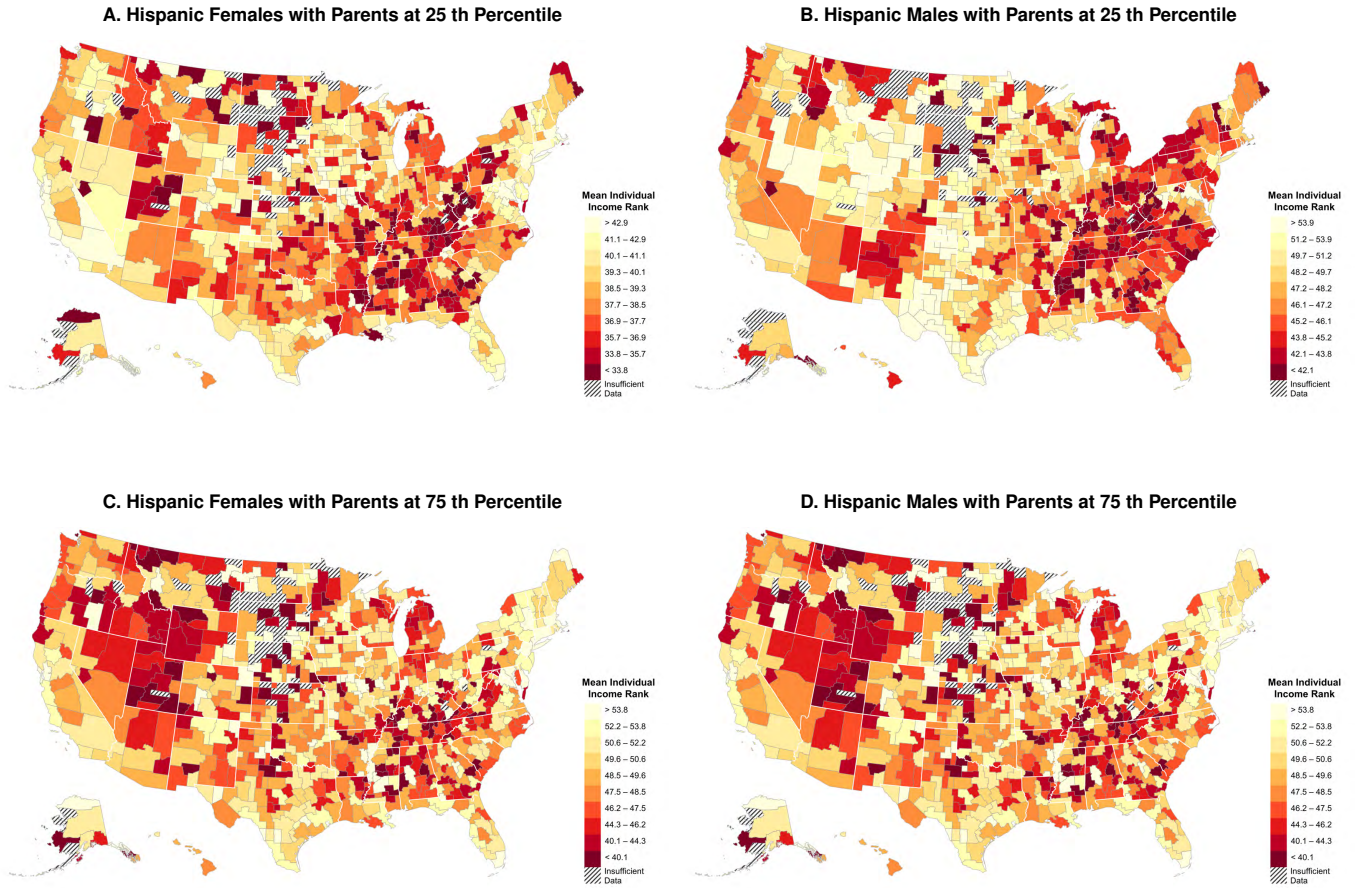 A. Hispanic Females with Parents at 25 th Percentile
Mean Individual
Income Rank
> 42.9
41.1 – 42.9
40.1 – 41.1
39.3 – 40.1
38.5 – 39.3
37.7 – 38.5
36.9 – 37.7
35.7 – 36.9
33.8 – 35.7
< 33.8
Insufficient
Data
B. Hispanic Males with Parents at 25 th Percentile
Mean Individual
Income Rank
> 53.9
51.2 – 53.9
49.7 – 51.2
48.2 – 49.7
47.2 – 48.2
46.1 – 47.2
45.2 – 46.1
43.8 – 45.2
42.1 – 43.8
< 42.1
Insufficient
Data
C. Hispanic Females with Parents at 75 th Percentile
Mean Individual
Income Rank
> 53.8
52.2 – 53.8
50.6 – 52.2
49.6 – 50.6
48.5 – 49.6
47.5 – 48.5
46.2 – 47.5
44.3 – 46.2
40.1 – 44.3
< 40.1
Insufficient
Data
D. Hispanic Males with Parents at 75 th Percentile
Mean Individual
Income Rank
> 53.8
52.2 – 53.8
50.6 – 52.2
49.6 – 50.6
48.5 – 49.6
47.5 – 48.5
46.2 – 47.5
44.3 – 46.2
40.1 – 44.3
< 40.1
Insufficient
Data